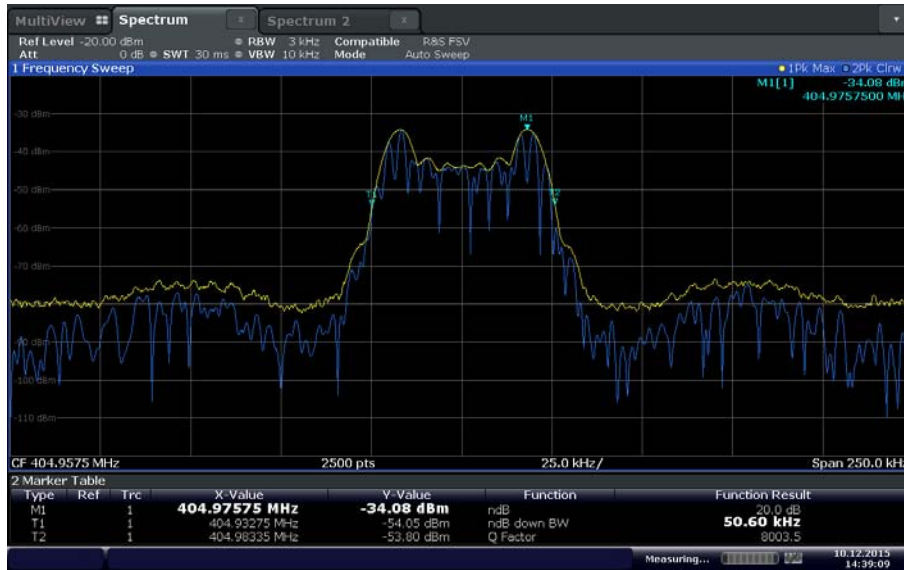 MultiView Spectrum x Spectrum 2 x
Ref Level -20.00 dBm RBW 3 kHz Compatible R&S FSV
Att 0 dB SWT 30 ms VBW 10 kHz Mode Auto Sweep
1 Frequency Sweep 1Pk Max 2Pk Clrw
M1[1] -34.08 dBm
404.9757500 MH
M1
-30 dBm
-40 dBm
-50 dBm
T1 T2
-60 dBm
-70 dBm
-90 dBm
-100 dBm
-110 dBm
CF 404.9575 MHz 2500 pts 25.0 kHz/ Span 250.0 kHz
2 Marker Table
Type Ref Trc X-Value Y-Value Function Function Result
M1 1 404.97575 MHz -34.08 dBm ndB 20.0 dB
T1 1 404.93275 MHz -54.05 dBm ndB down BW 50.60 kHz
T2 1 404.98335 MHz -53.80 dBm Q Factor 8003.5
Measuring... 10.12.2015
14:39:09